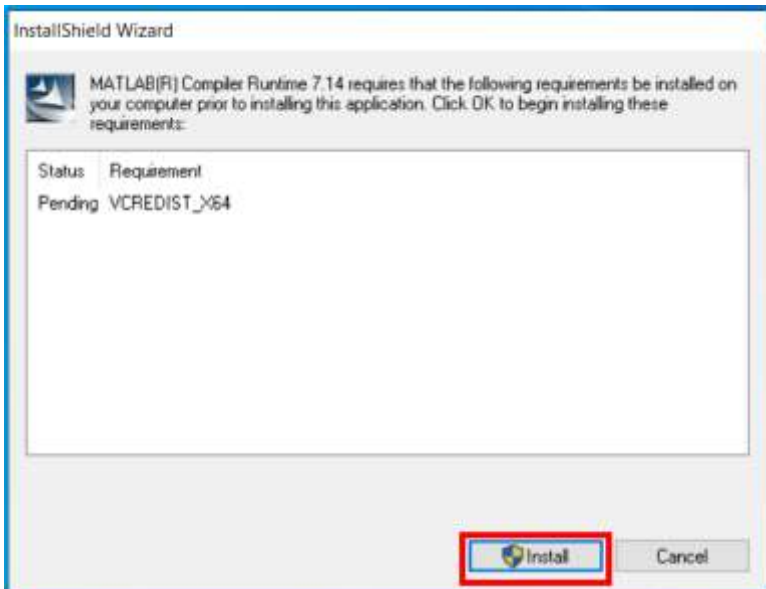 InstallShield Wizard
MATLAB(R) Compiler Runtime 7.14 requires that the following requirements be installed on
your computer prior to installing this application. Click OK to begin installing these
requirements:
Status Requirement
Pending VCREDIST_X64
Install Cancel